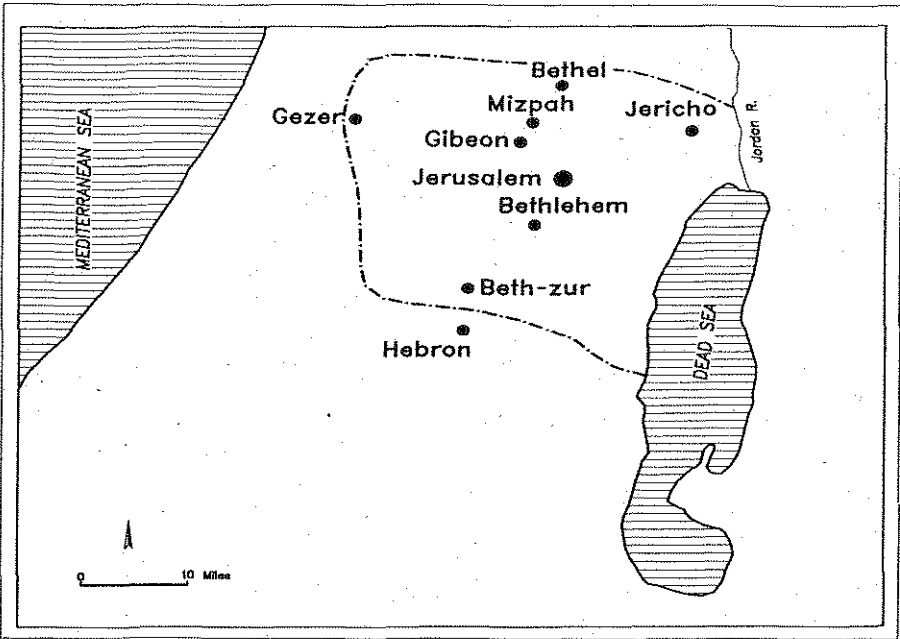 Bethel
Mizpah
Gezer
Jericho
Gibeon
Jordan R.
MEDITERRANEAN SEA
Jerusalem
Bethlehem
Beth-zur
Hebron
DEAD SEA
0 10 Miles